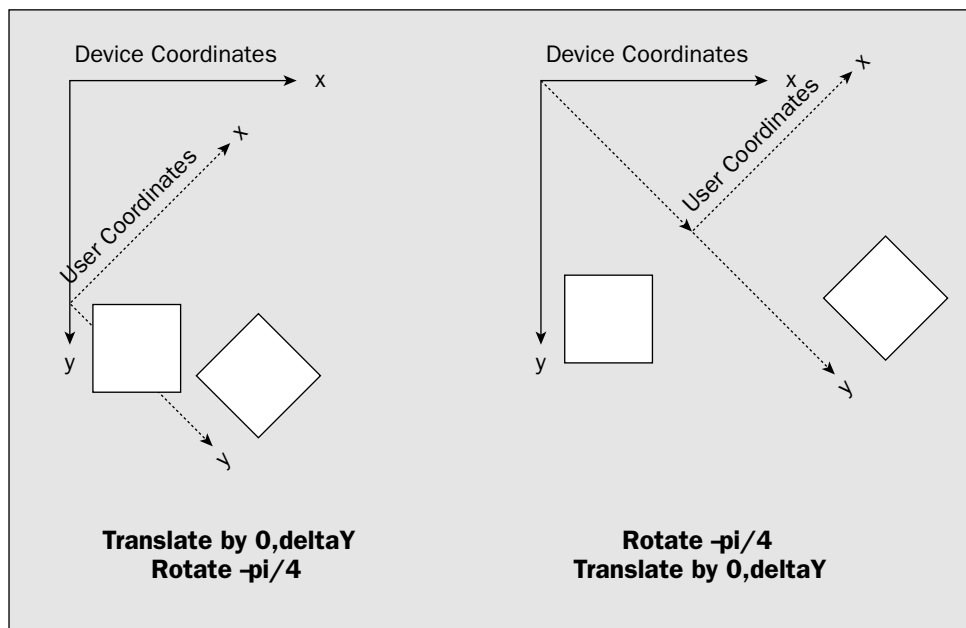 Device Coordinates
x
x
User Coordinates
y
y
Translate by 0,deltaY
Rotate –pi/4
Device Coordinates
x
x
User Coordinates
y
y
Rotate –pi/4
Translate by 0,deltaY